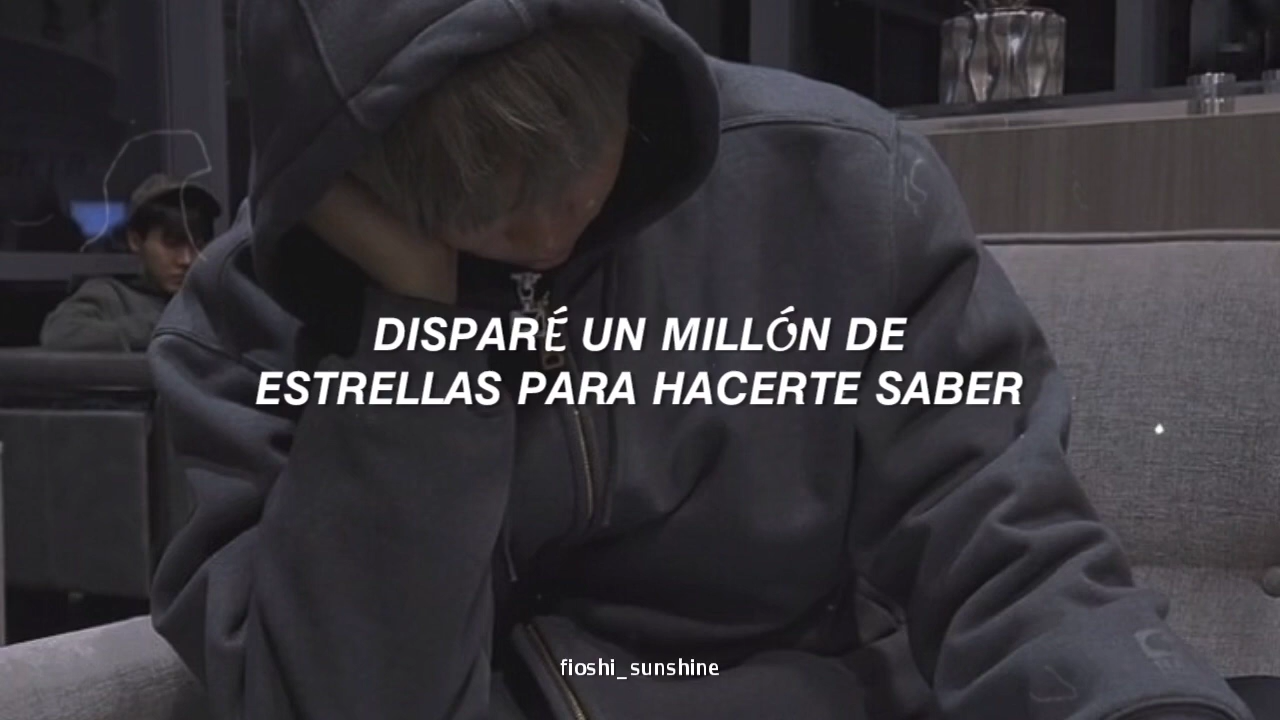 DISPARÉ UN MILLÓN DE
ESTRELLAS PARA HACERTE SABER
fioshi_sunshine